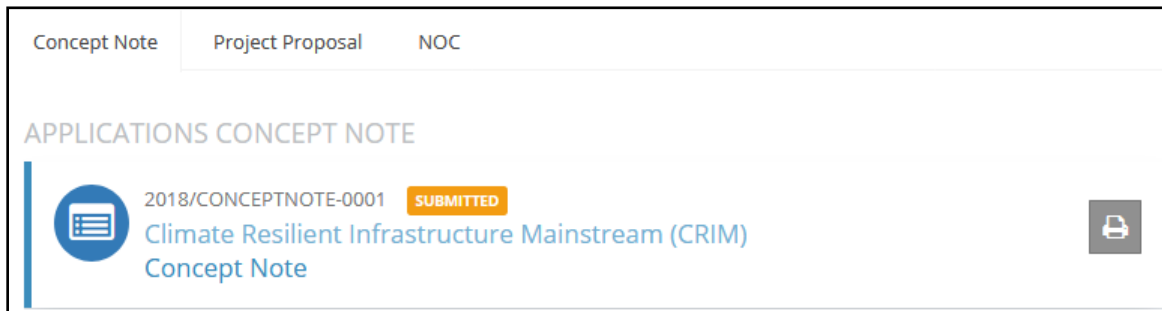 Concept Note Project Proposal NOC
APPLICATIONS CONCEPT NOTE
2018/CONCEPTNOTE-0001 SUBMITTED
Climate Resilient Infrastructure Mainstream (CRIM)
Concept Note